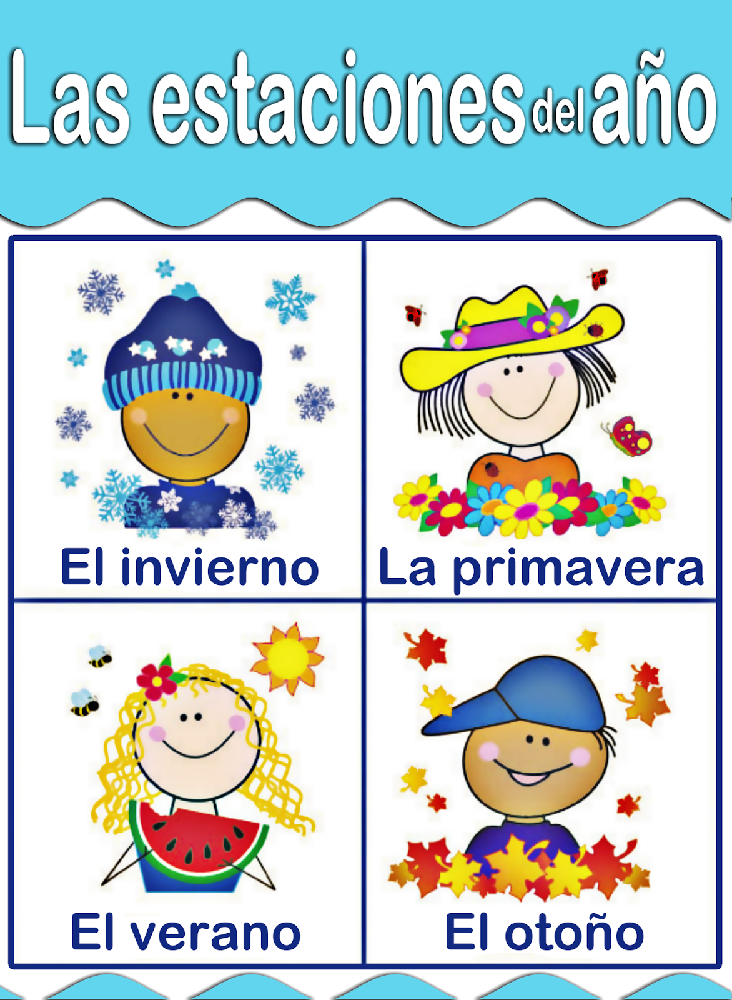 Las estaciones del año
El invierno
La primavera
El verano
El otoño